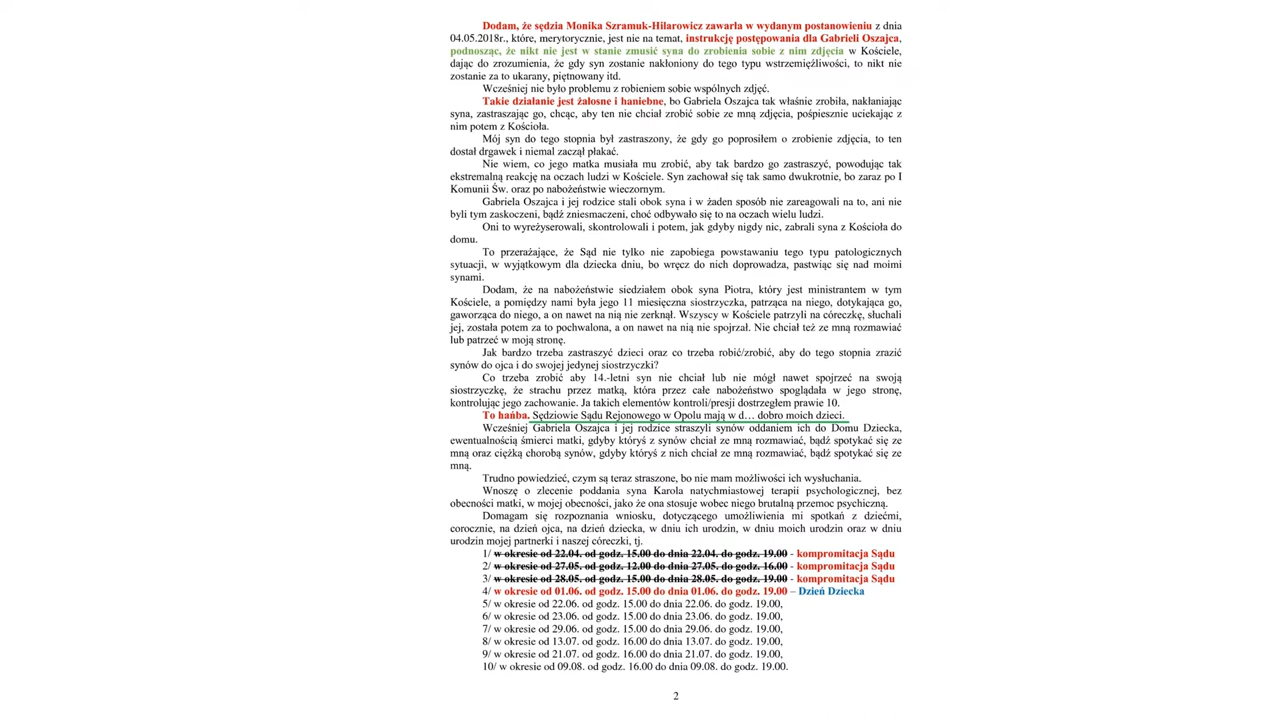 Dodam, że sędzia Monika Szramuk-Hilarowicz zawarła w wydanym postanowieniu z dnia
04.05.2018r., które, merytorycznie, jest nie na temat, instrukcję postępowania dla Gabrieli Oszajca,
podnosząc, że nikt nie jest w stanie zmusić syna do zrobienia sobie z nim zdjęcia w Kościele,
dając do zrozumienia, że gdy syn zostanie nakłoniony do tego typu wstrzemięźliwości, to nikt nie
zostanie za to ukarany, piętnowany itd.
Wcześniej nie było problemu z robieniem sobie wspólnych zdjęć.
Takie działanie jest żałosne i haniebne, bo Gabriela Oszajca tak właśnie zrobiła, nakłaniając
syna, zastraszając go, chcąc, aby ten nie chciał zrobić sobie ze mną zdjęcia, pośpiesznie uciekając z
nim potem z Kościoła.
Mój syn do tego stopnia był zastraszony, że gdy go poprosiłem o zrobienie zdjęcia, to ten
dostał drgawek i niemal zaczął płakać.
Nie wiem, co jego matka musiała mu zrobić, aby tak bardzo go zastraszyć, powodując tak
ekstremalną reakcję na oczach ludzi w Kościele. Syn zachował się tak samo dwukrotnie, bo zaraz po I
Komunii Św. oraz po nabożeństwie wieczornym.
Gabriela Oszajca i jej rodzice stali obok syna i w żaden sposób nie zareagowali na to, ani nie
byli tym zaskoczeni, bądź zniesmaczeni, choć odbywało się to na oczach wielu ludzi.
Oni to wyreżyserowali, skontrolowali i potem, jak gdyby nigdy nic, zabrali syna z Kościoła do
domu.
To przerażające, że Sąd nie tylko nie zapobiega powstawaniu tego typu patologicznych
sytuacji, w wyjątkowym dla dziecka dniu, bo wręcz do nich doprowadza, pastwiąc się nad moimi
synami.
Dodam, że na nabożeństwie siedziałem obok syna Piotra, który jest ministrantem w tym
Kościele, a pomiędzy nami była jego 11 miesięczna siostrzyczka, patrząca na niego, dotykająca go,
gaworząca do niego, a on nawet na nią nie zerknął. Wszyscy w Kościele patrzyli na córeczkę, słuchali
jej, została potem za to pochwalona, a on nawet na nią nie spojrzał. Nie chciał też ze mną rozmawiać
lub patrzeć w moją stronę.
Jak bardzo trzeba zastraszyć dzieci oraz co trzeba robić/zrobić, aby do tego stopnia zrazić
synów do ojca i do swojej jedynej siostrzyczki?
Co trzeba zrobić aby 14.-letni syn nie chciał lub nie mógł nawet spojrzeć na swoją
siostrzyczkę, że strachu przez matką, która przez całe nabożeństwo spoglądała w jego stronę,
kontrolując jego zachowanie. Ja takich elementów kontroli/presji dostrzegłem prawie 10.
To hańba. Sędziowie Sądu Rejonowego w Opolu mają w d… dobro moich dzieci.
Wcześniej Gabriela Oszajca i jej rodzice straszyli synów oddaniem ich do Domu Dziecka,
ewentualnością śmierci matki, gdyby któryś z synów chciał ze mną rozmawiać, bądź spotykać się ze
mną oraz ciężką chorobą synów, gdyby któryś z nich chciał ze mną rozmawiać, bądź spotykać się ze
mną.
Trudno powiedzieć, czym są teraz straszone, bo nie mam możliwości ich wysłuchania.
Wnoszę o zlecenie poddania syna Karola natychmiastowej terapii psychologicznej, bez
obecności matki, w mojej obecności, jako że ona stosuje wobec niego brutalną przemoc psychiczną.
Domagam się rozpoznania wniosku, dotyczącego umożliwienia mi spotkań z dziećmi,
corocznie, na dzień ojca, na dzień dziecka, w dniu ich urodzin, w dniu moich urodzin oraz w dniu
urodzin mojej partnerki i naszej córeczki, tj.
1/ w okresie od 22.04. od godz. 15.00 do dnia 22.04. do godz. 19.00 - kompromitacja Sądu
2/ w okresie od 27.05. od godz. 12.00 do dnia 27.05. do godz. 16.00 - kompromitacja Sądu
3/ w okresie od 28.05. od godz. 15.00 do dnia 28.05. do godz. 19.00 - kompromitacja Sądu
4/ w okresie od 01.06. od godz. 15.00 do dnia 01.06. do godz. 19.00 – Dzień Dziecka
5/ w okresie od 22.06. od godz. 15.00 do dnia 22.06. do godz. 19.00,
6/ w okresie od 23.06. od godz. 15.00 do dnia 23.06. do godz. 19.00,
7/ w okresie od 29.06. od godz. 15.00 do dnia 29.06. do godz. 19.00,
8/ w okresie od 13.07. od godz. 16.00 do dnia 13.07. do godz. 19.00,
9/ w okresie od 21.07. od godz. 16.00 do dnia 21.07. do godz. 19.00,
10/ w okresie od 09.08. od godz. 16.00 do dnia 09.08. do godz. 19.00.
2